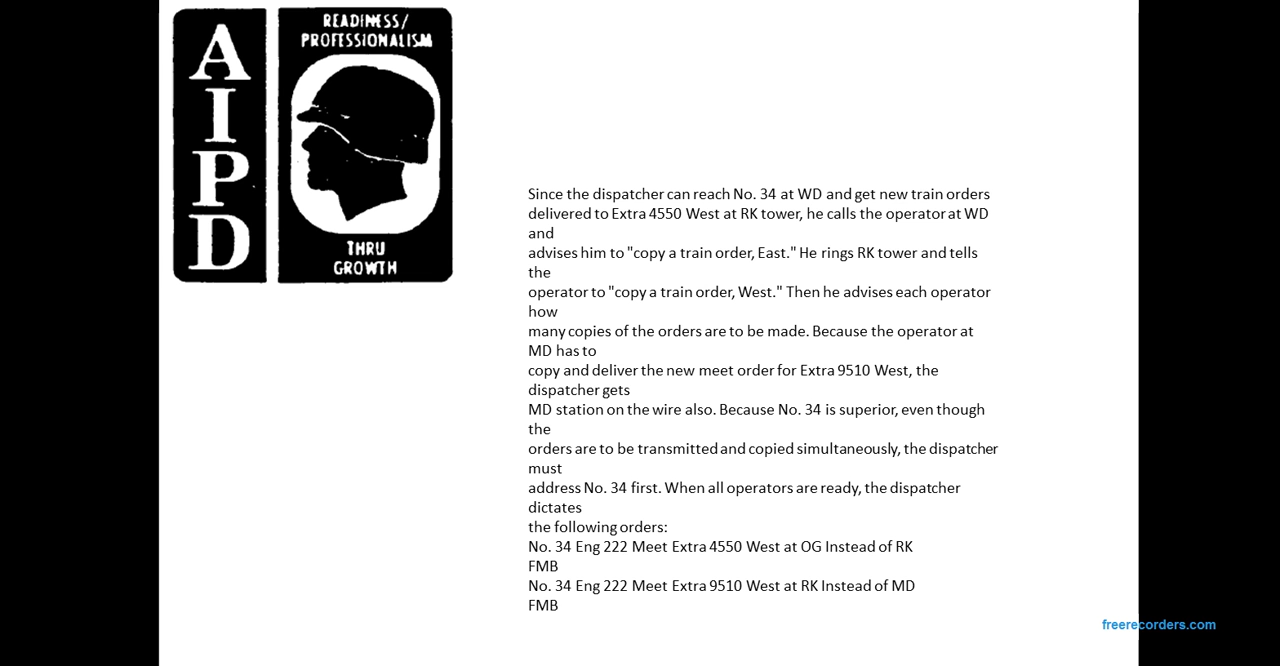 A
I
P
D
READINESS/
PROFESSIONALISM
THRU
GROWTH
Since the dispatcher can reach No. 34 at WD and get new train orders
delivered to Extra 4550 West at RK tower, he calls the operator at WD
and
advises him to "copy a train order, East." He rings RK tower and tells
the
operator to "copy a train order, West." Then he advises each operator
how
many copies of the orders are to be made. Because the operator at
MD has to
copy and deliver the new meet order for Extra 9510 West, the
dispatcher gets
MD station on the wire also. Because No. 34 is superior, even though
the
orders are to be transmitted and copied simultaneously, the dispatcher
must
address No. 34 first. When all operators are ready, the dispatcher
dictates
the following orders:
No. 34 Eng 222 Meet Extra 4550 West at OG Instead of RK
FMB
No. 34 Eng 222 Meet Extra 9510 West at RK Instead of MD
FMB
freerecorders.com